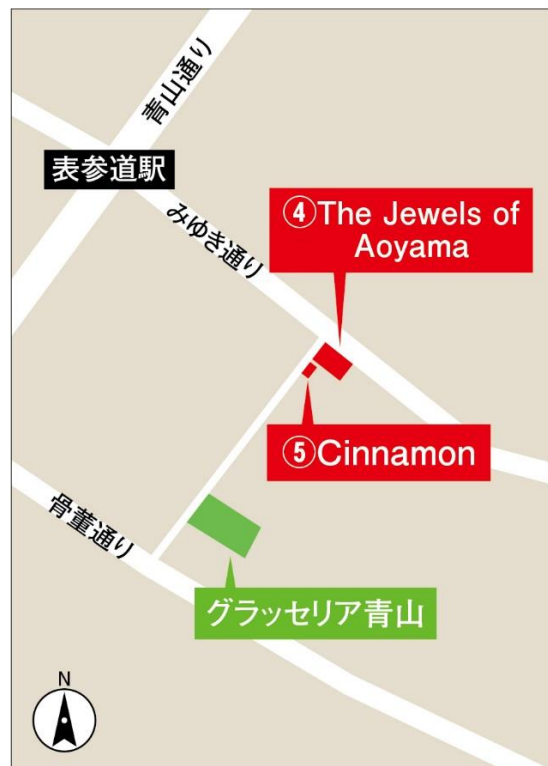 青山通り
表参道駅
みゆき通り
④The Jewels of
Aoyama
⑤Cinnamon
骨董通り
グラッセリア青山
N